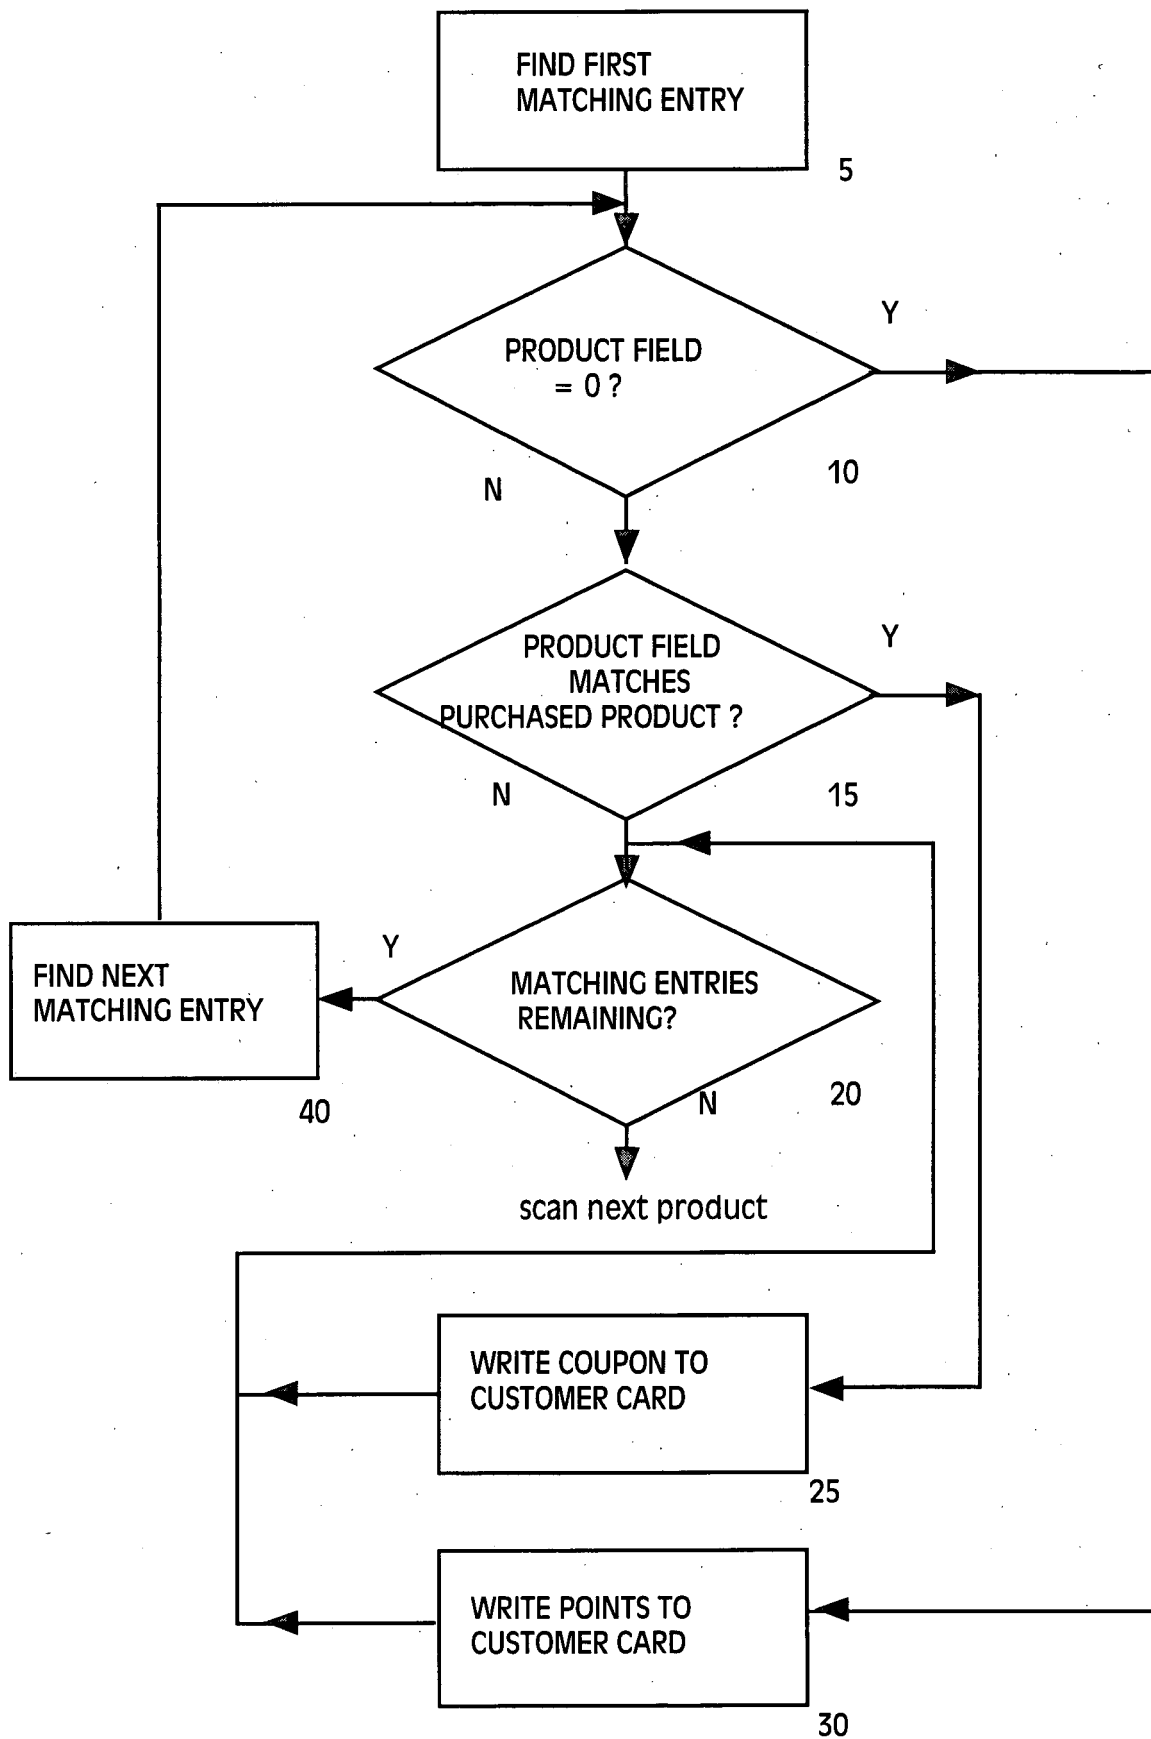 FIND FIRST
MATCHING ENTRY
5
Y
PRODUCT FIELD
= 0 ?
10
N
Y
PRODUCT FIELD
MATCHES
PURCHASED PRODUCT ?
N
15
Y
FIND NEXT
MATCHING ENTRY
40
MATCHING ENTRIES
REMAINING?
20
N
scan next product
WRITE COUPON TO
CUSTOMER CARD
25
WRITE POINTS TO
CUSTOMER CARD
30